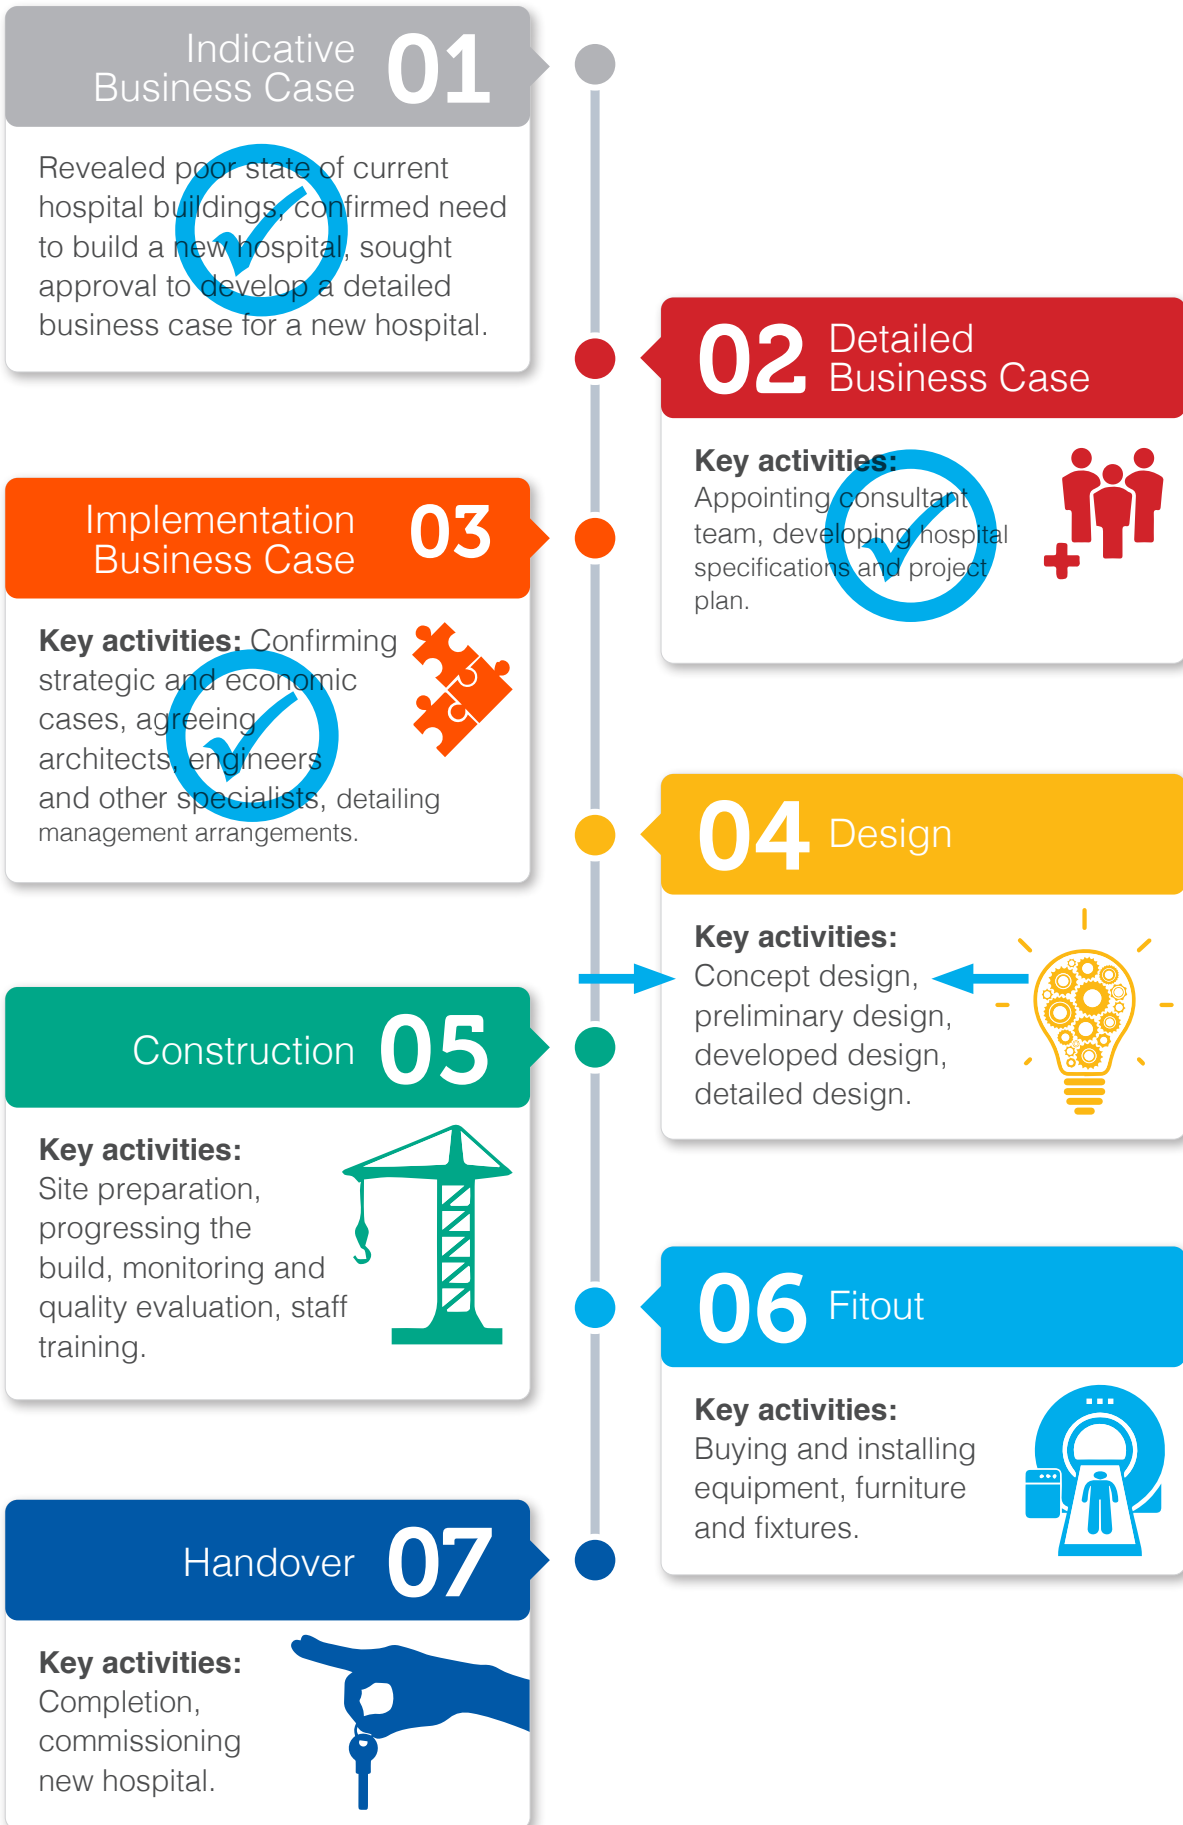 Indicative
Business Case
01
Revealed poor state of current
hospital buildings, confirmed need
to build a new hospital, sought
approval to develop a detailed
business case for a new hospital.
02
Detailed
Business Case
Key activities:
Appointing consultant
team, developing hospital
specifications and project
plan.
Implementation
Business Case
03
Key activities: Confirming
strategic and economic
cases, agreeing
architects, engineers
and other specialists, detailing
management arrangements.
04 Design
Key activities:
Concept design,
preliminary design,
developed design,
detailed design.
Construction 05
Key activities:
Site preparation,
progressing the
build, monitoring and
quality evaluation, staff
training.
06 Fitout
Key activities:
Buying and installing
equipment, furniture
and fixtures.
Handover 07
Key activities:
Completion,
commissioning
new hospital.